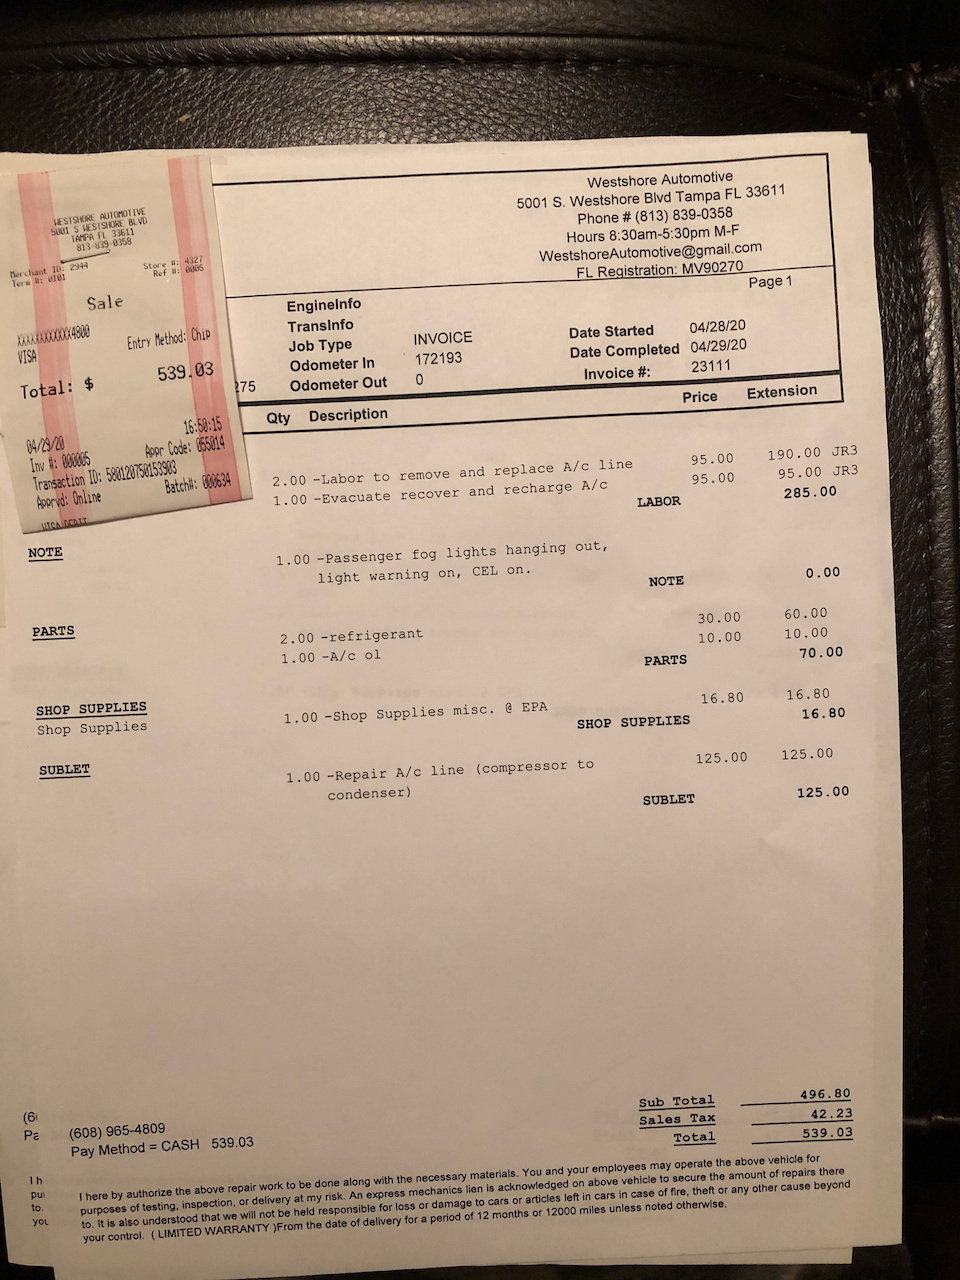 WESTSHORE AUTOMOTIVE
5001 S WESTSHORE BLVD
TAMPA FL 33611
813-839-0358
Merchant ID: 2944 Store #: 4327
Term #: 0101 Ref #: 0005
Sale
XXXXXXXXXXXX4800
VISA Entry Method: Chip
Total: $ 539.03
04/29/20 16:50:15
Inv #: 000005 Appr Code: 055014
Transaction ID: 580120750153903
Apprvd: Online Batch#: 000634
VISA DEBIT
Westshore Automotive
5001 S. Westshore Blvd Tampa FL 33611
Phone # (813) 839-0358
Hours 8:30am-5:30pm M-F
WestshoreAutomotive@gmail.com
FL Registration: MV90270
Page 1
EngineInfo
TransInfo
Job Type INVOICE Date Started 04/28/20
Odometer In 172193 Date Completed 04/29/20
275 Odometer Out 0 Invoice #: 23111
Qty Description Price Extension
2.00 -Labor to remove and replace A/c line 95.00 190.00 JR3
1.00 -Evacuate recover and recharge A/c 95.00 95.00 JR3
LABOR 285.00
NOTE 1.00 -Passenger fog lights hanging out,
light warning on, CEL on.
NOTE 0.00
PARTS 2.00 -refrigerant 30.00 60.00
1.00 -A/c ol 10.00 10.00
PARTS 70.00
SHOP SUPPLIES
Shop Supplies 1.00 -Shop Supplies misc. @ EPA 16.80 16.80
SHOP SUPPLIES 16.80
SUBLET 1.00 -Repair A/c line (compressor to 125.00 125.00
condenser)
SUBLET 125.00
Sub Total 496.80
Sales Tax 42.23
Total 539.03
(6
Pa
(608) 965-4809
Pay Method = CASH 539.03
I h
pur
to.
you
I here by authorize the above repair work to be done along with the necessary materials. You and your employees may operate the above vehicle for
purposes of testing, inspection, or delivery at my risk. An express mechanics lien is acknowledged on above vehicle to secure the amount of repairs there
to. It is also understood that we will not be held responsible for loss or damage to cars or articles left in cars in case of fire, theft or any other cause beyond
your control. ( LIMITED WARRANTY )From the date of delivery for a period of 12 months or 12000 miles unless noted otherwise.